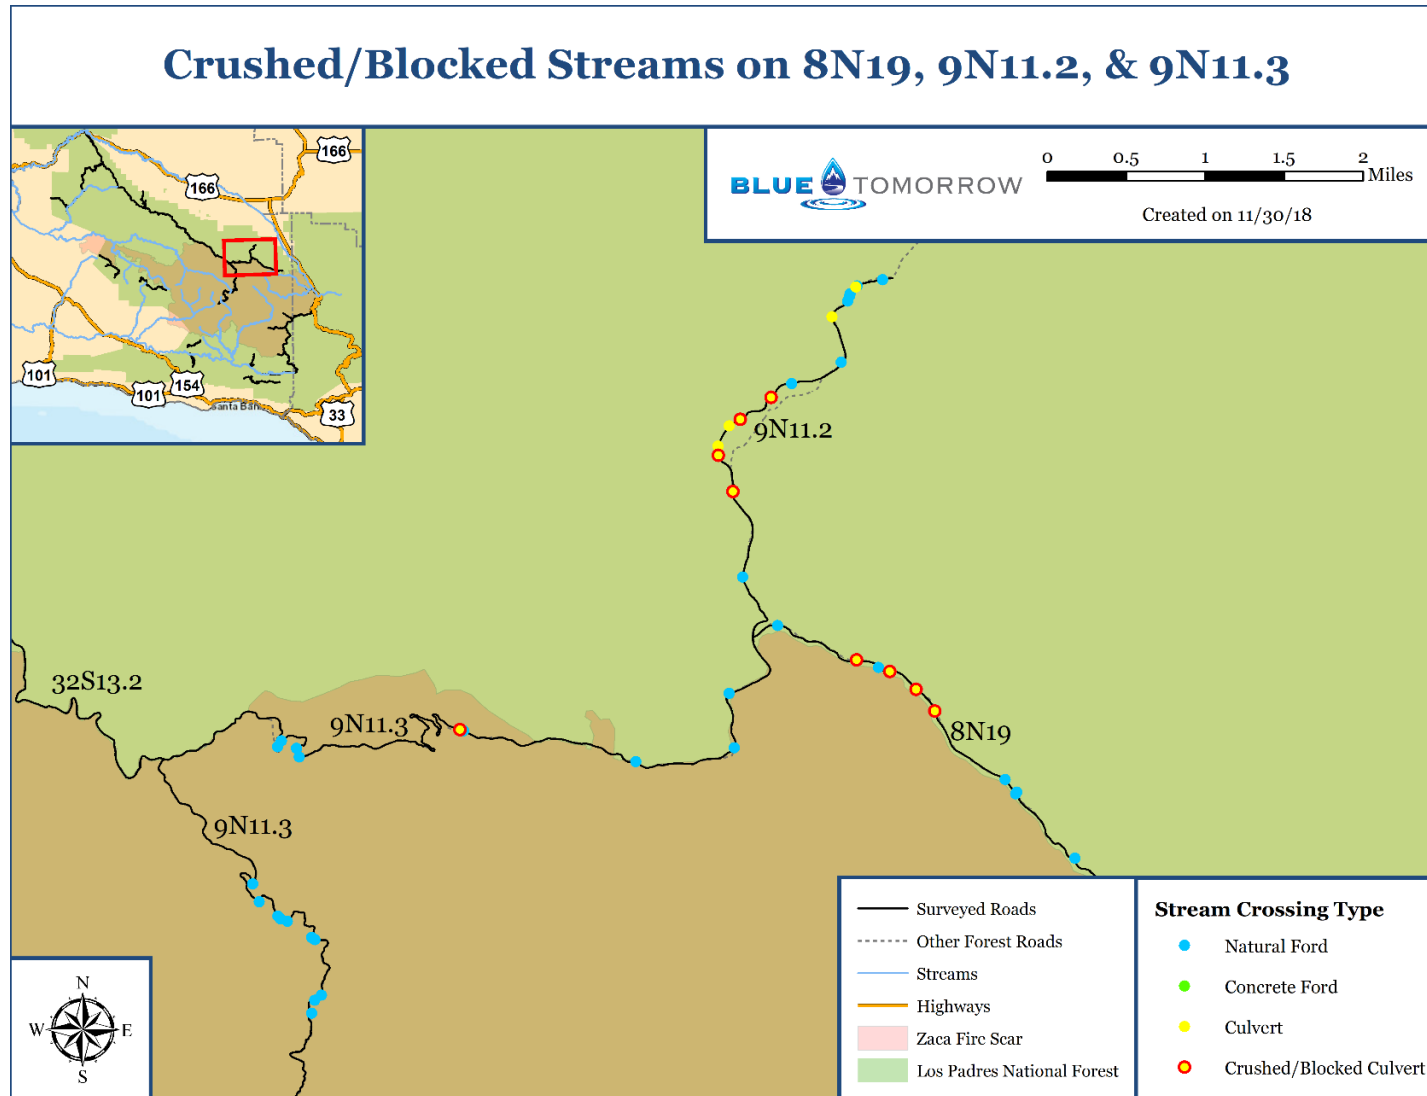 Crushed/Blocked Streams on 8N19, 9N11.2, & 9N11.3
166
166
101
101
154
33
BLUE TOMORROW
0 0.5 1 1.5 2
Miles
Created on 11/30/18
9N11.2
32S13.2
9N11.3
8N19
9N11.3
Surveyed Roads
Other Forest Roads
Streams
Highways
Zaca Fire Scar
Los Padres National Forest
Stream Crossing Type
Natural Ford
Concrete Ford
Culvert
Crushed/Blocked Culvert
N
W E
S